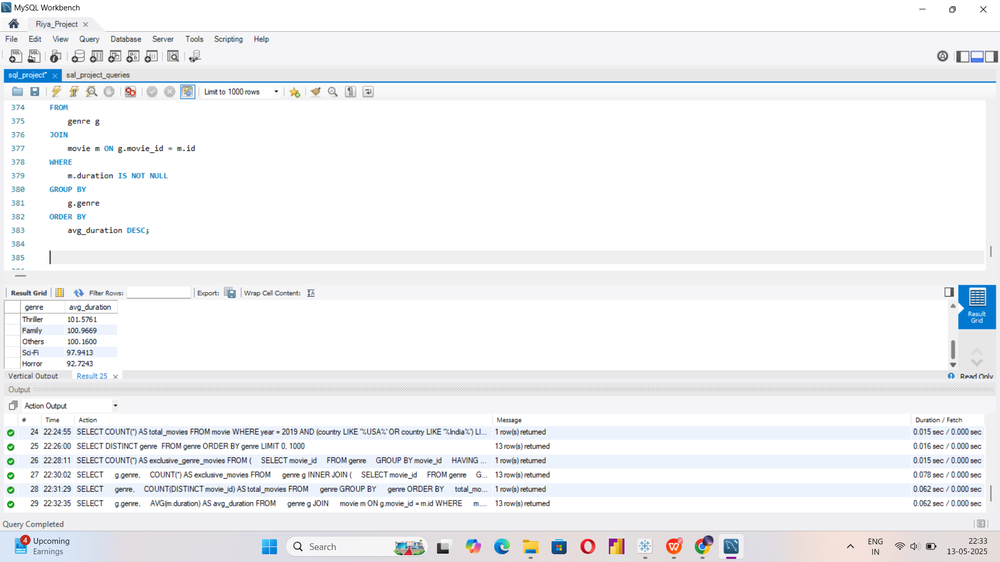 MySQL Workbench
Riya_Project
File Edit View Query Database Server Tools Scripting Help
sql_project* sal_project_queries
Limit to 1000 rows
374 FROM
375 genre g
376 JOIN
377 movie m ON g.movie_id = m.id
378 WHERE
379 m.duration IS NOT NULL
380 GROUP BY
381 g.genre
382 ORDER BY
383 avg_duration DESC;
384
385
Result Grid Filter Rows: Export: Wrap Cell Content:
genre avg_duration
Thriller 101.5761
Family 100.9669
Others 100.1600
Sci-Fi 97.9413
Horror 92.7243
Result
Grid
Vertical Output Result 25 Read Only
Output
Action Output
# Time Action Message Duration / Fetch
24 22:24:55 SELECT COUNT(*) AS total_movies FROM movie WHERE year = 2019 AND (country LIKE '%USA%' OR country LIKE '%India%') LI... 1 row(s) returned 0.015 sec / 0.000 sec
25 22:26:00 SELECT DISTINCT genre FROM genre ORDER BY genre LIMIT 0, 1000 13 row(s) returned 0.016 sec / 0.000 sec
26 22:28:11 SELECT COUNT(*) AS exclusive_genre_movies FROM ( SELECT movie_id FROM genre GROUP BY movie_id HAVING ... 1 row(s) returned 0.015 sec / 0.000 sec
27 22:30:02 SELECT g.genre, COUNT(*) AS exclusive_movies FROM genre g INNER JOIN ( SELECT movie_id FROM genre G... 13 row(s) returned 0.078 sec / 0.000 sec
28 22:31:29 SELECT genre, COUNT(DISTINCT movie_id) AS total_movies FROM genre GROUP BY genre ORDER BY total_mo... 1 row(s) returned 0.062 sec / 0.000 sec
29 22:32:35 SELECT g.genre, AVG(m.duration) AS avg_duration FROM genre g JOIN movie m ON g.movie_id = m.id WHERE m.... 13 row(s) returned 0.062 sec / 0.000 sec
Query Completed
4 Upcoming
Earnings
Search
ENG
IN
22:33
13-05-2025